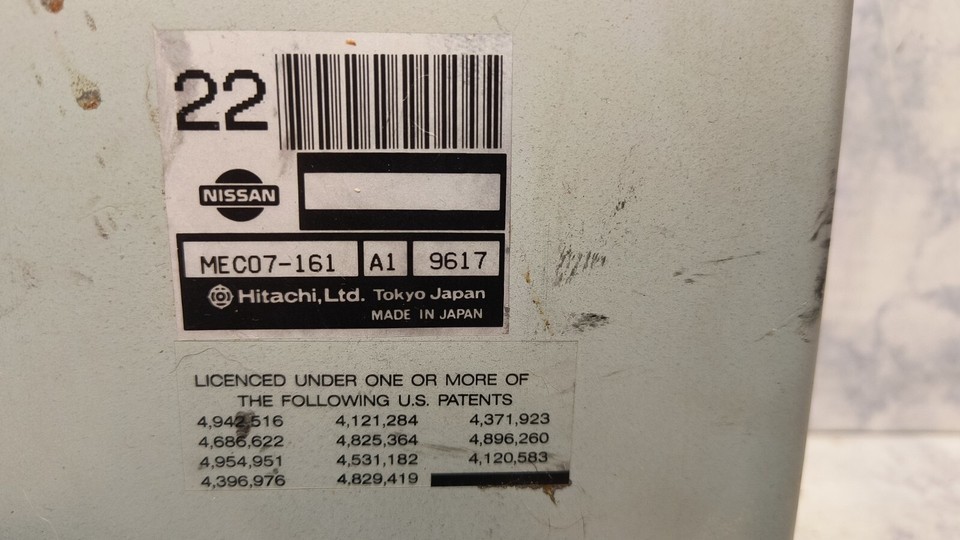 22
NISSAN
MEC07-161 A1 9617
Hitachi, Ltd. Tokyo Japan
MADE IN JAPAN
LICENCED UNDER ONE OR MORE OF
THE FOLLOWING U.S. PATENTS
4,942,516 4,121,284 4,371,923
4,686,622 4,825,364 4,896,260
4,954,951 4,531,182 4,120,583
4,396,976 4,829,419